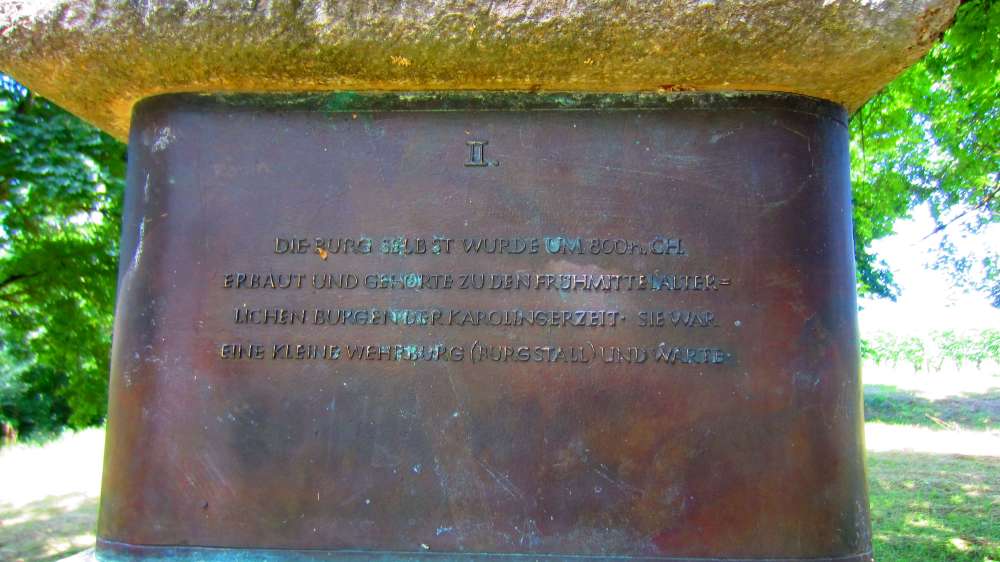 II.
DIE BURG SELBST WURDE UM 800 n. CH.
ERBAUT UND GEHÖRTE ZU DEN FRÜHMITTELALTER=
LICHEN BURGEN DER KAROLINGERZEIT. SIE WAR
EINE KLEINE WEHRBURG (BURGSTALL) UND WARTE.